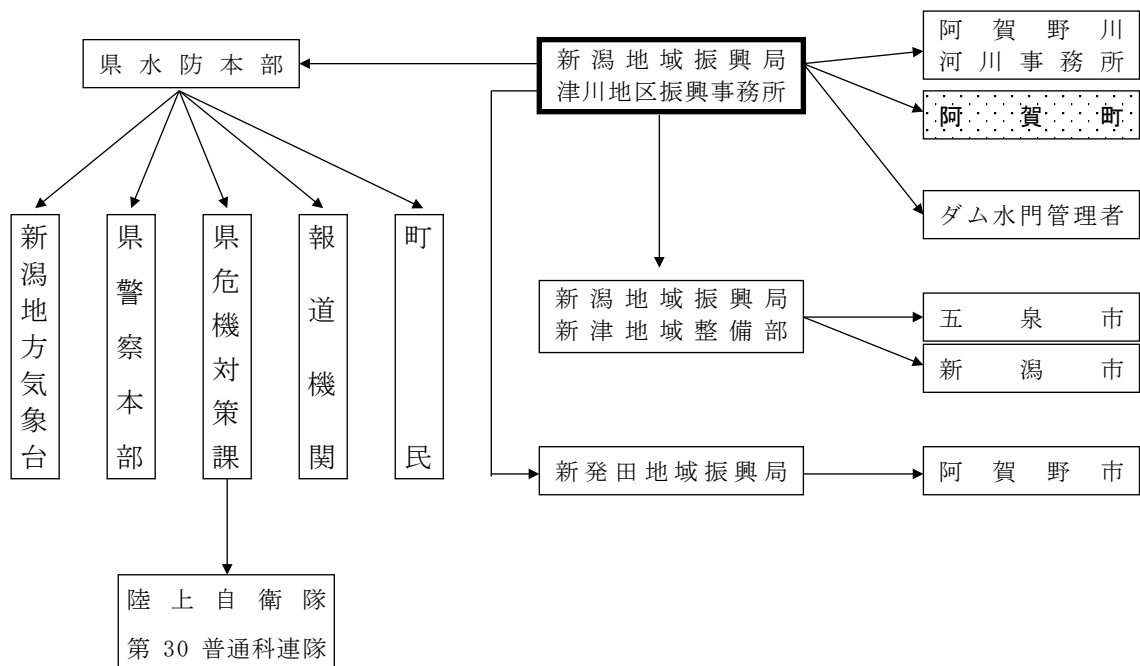 県水防本部
新潟地域振興局
津川地区振興事務所
阿賀野川
河川事務所
阿賀町
ダム水門管理者
新潟地方気象台
県警察本部
県危機対策課
報道機関
町民
新潟地域振興局
新津地域整備部
五泉市
新潟市
新発田地域振興局
阿賀野市
陸上自衛隊
第 30 普通科連隊